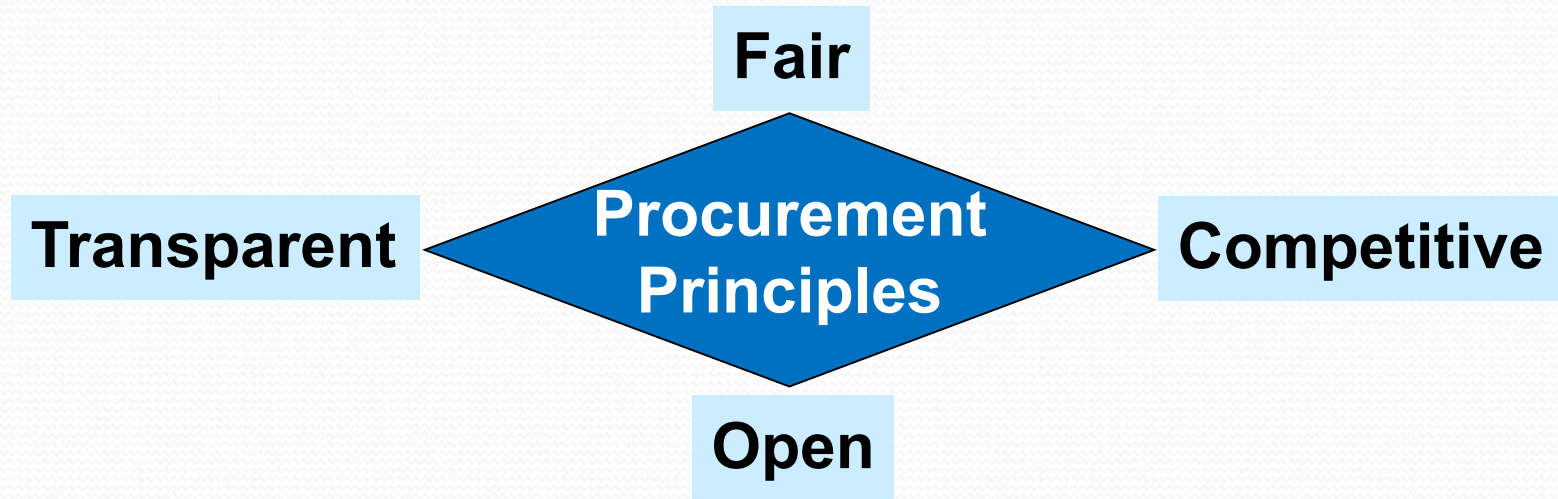 Fair
Procurement
Principles
Transparent
Competitive
Open